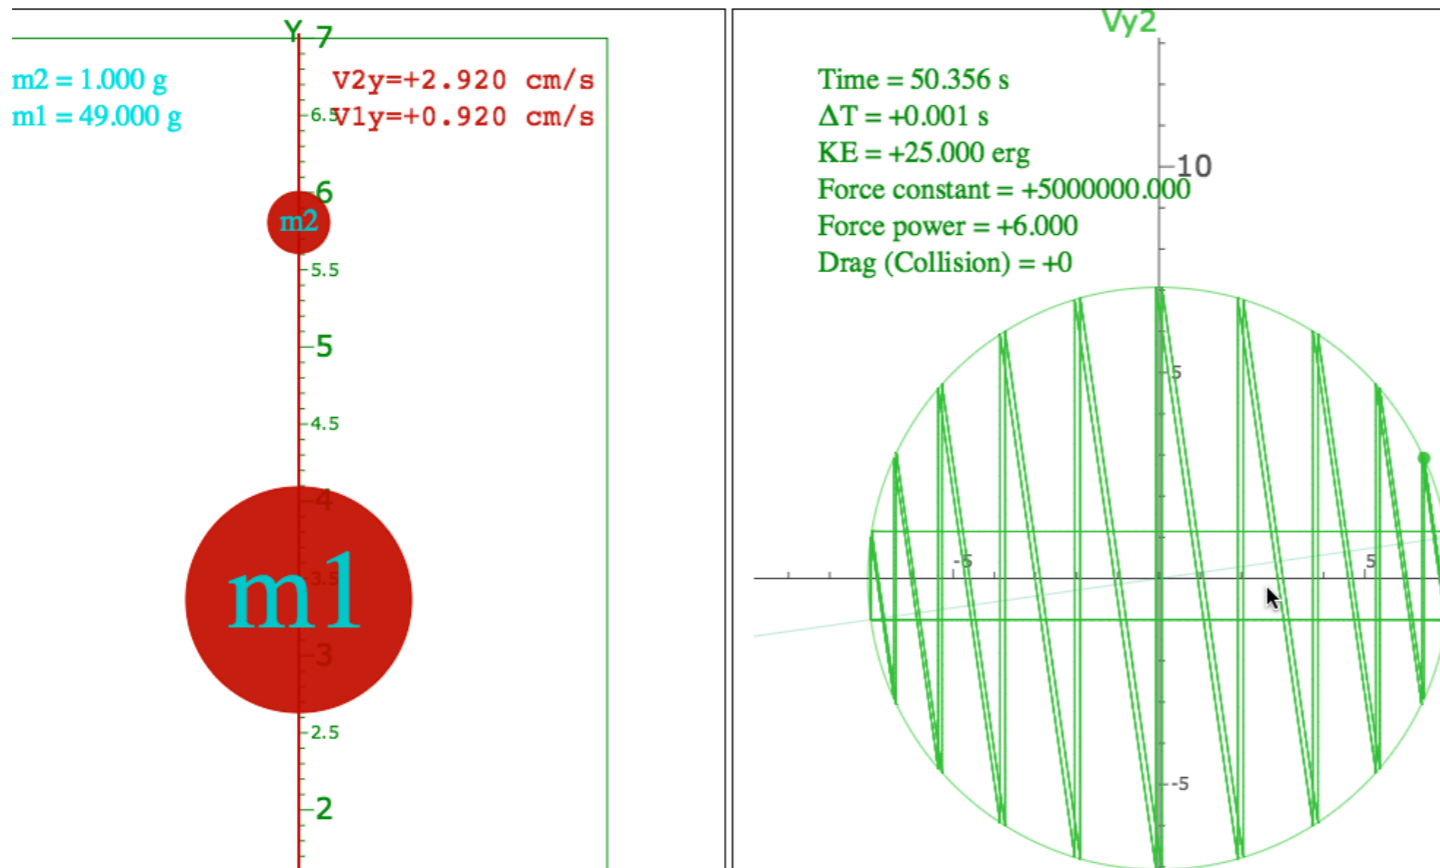 Y
7
m2 = 1.000 g
V2y=+2.920 cm/s
m1 = 49.000 g
6.5
V1y=+0.920 cm/s
6
m2
5.5
5
4.5
4
3.5
m1
3
2.5
2
Vy2
Time = 50.356 s
ΔT = +0.001 s
KE = +25.000 erg
10
Force constant = +5000000.000
Force power = +6.000
Drag (Collision) = +0
5
-5
5
-5